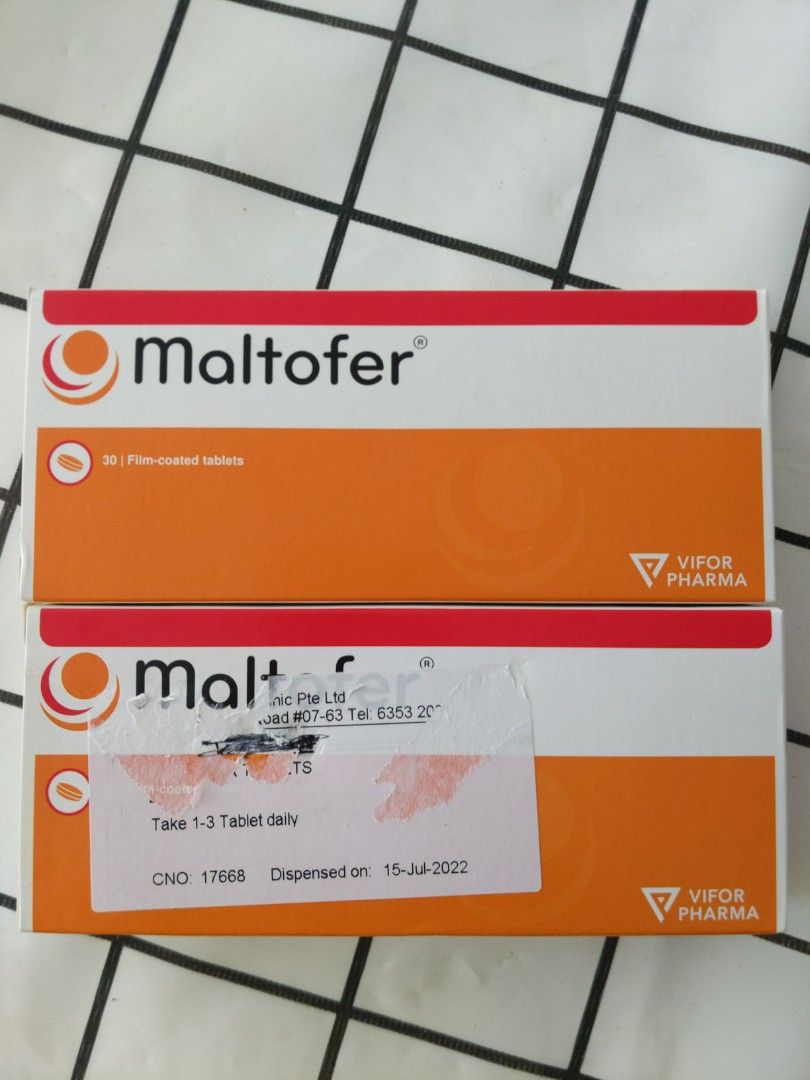 maltofer®
30 | Film-coated tablets
VIFOR
PHARMA
maltofer®
nic Pte Ltd
oad #07-63 Tel: 6353
TS
Take 1-3 Tablet daily
CNO: 17668 Dispensed on: 15-Jul-2022
VIFOR
PHARMA